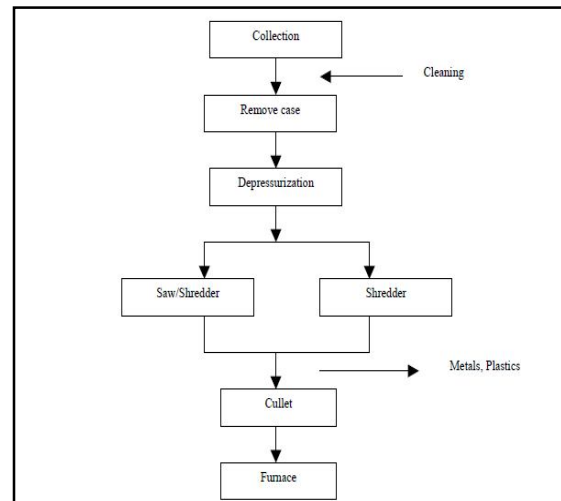 Collection
Cleaning
Remove case
Depressurization
Saw/Shredder
Shredder
Metals, Plastics
Cullet
Furnace